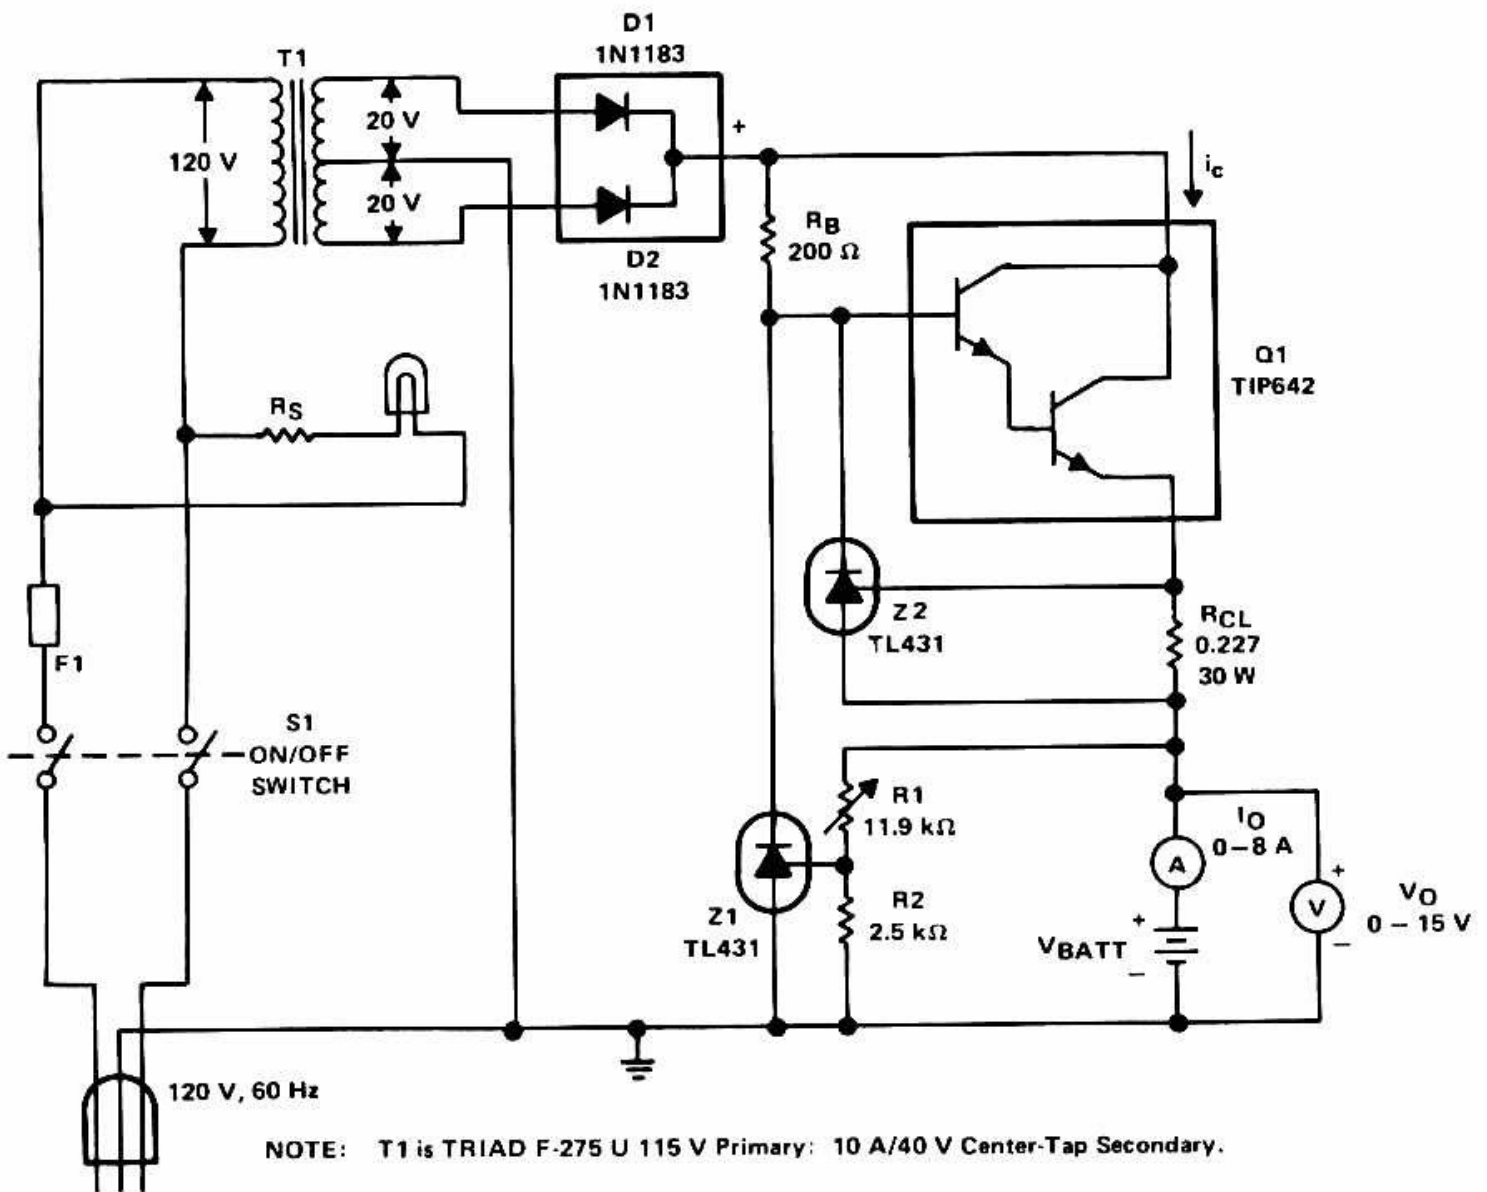 D1
1N1183
T1
120 V
20 V
20 V
+
D2
1N1183
RB
200 Ω
ic
Q1
TIP642
RS
Z2
TL431
RCL
0.227
30 W
F1
S1
ON/OFF
SWITCH
R1
11.9 kΩ
IO
0–8 A
A
R2
2.5 kΩ
Z1
TL431
VBATT
+
–
V
+
–
VO
0 – 15 V
120 V, 60 Hz
NOTE: T1 is TRIAD F-275 U 115 V Primary: 10 A/40 V Center-Tap Secondary.